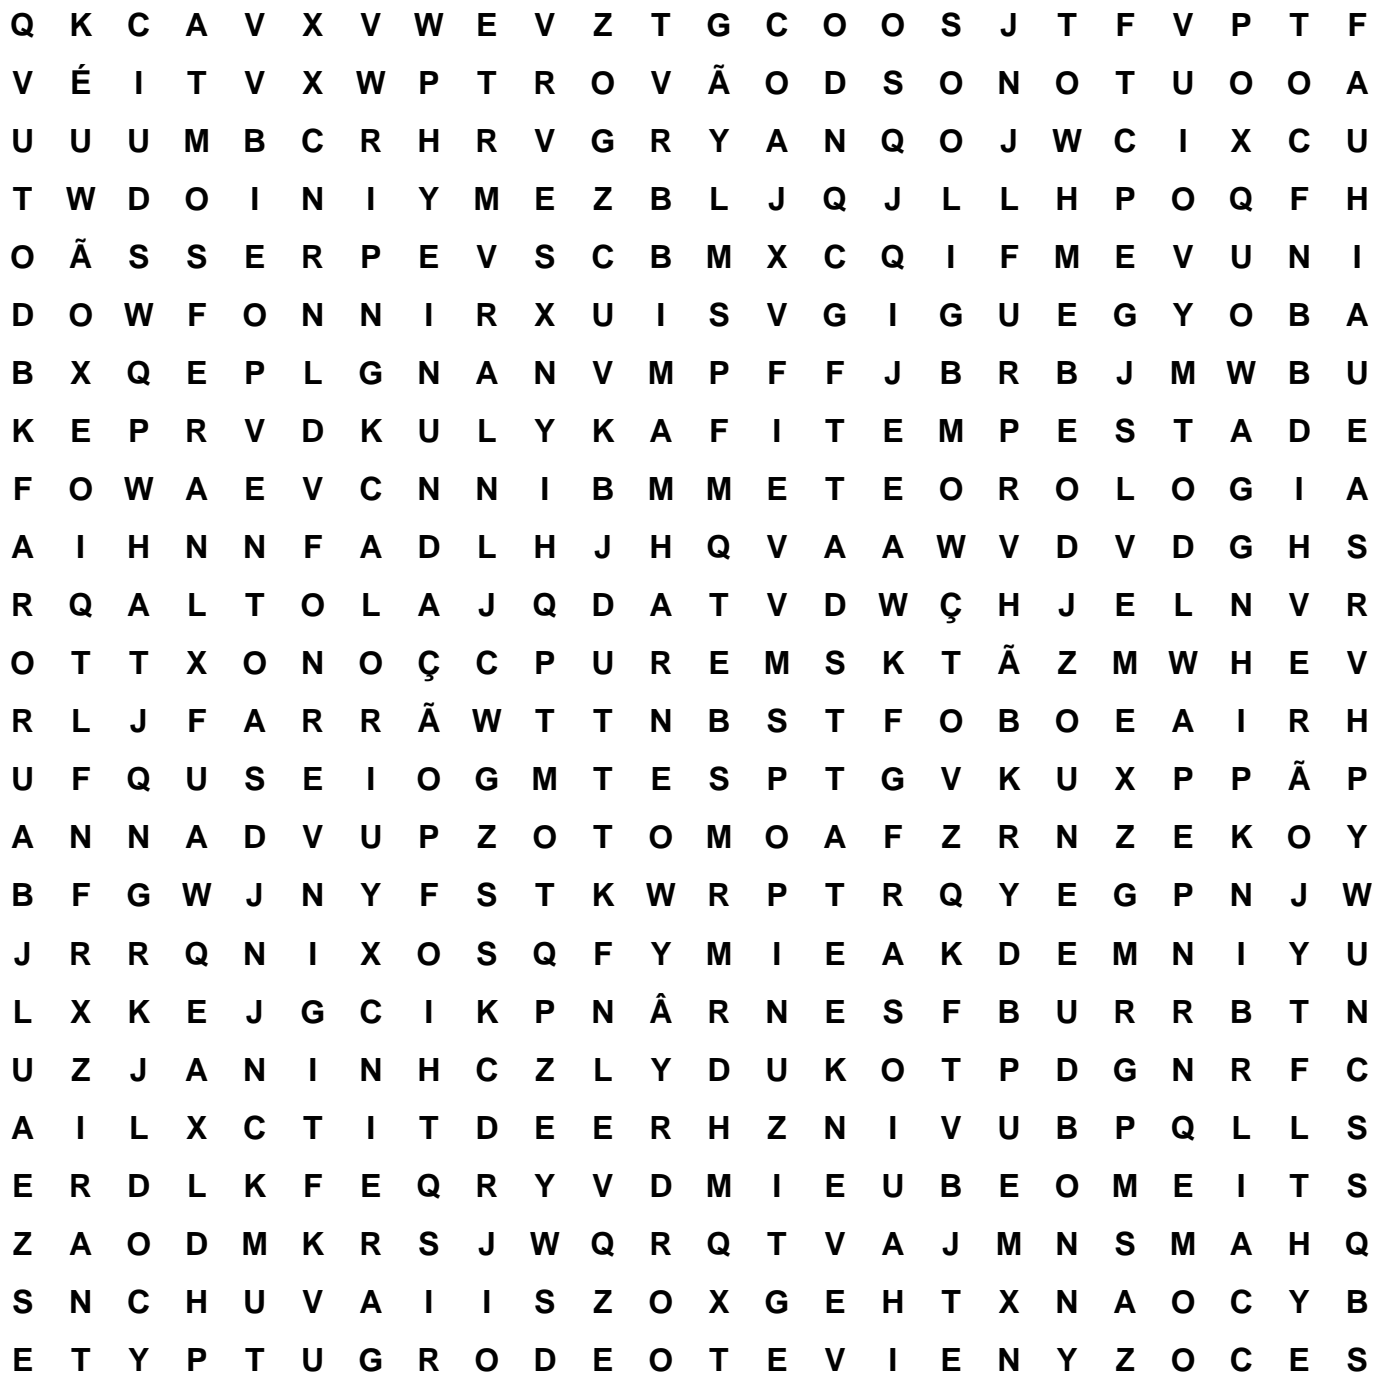 Q K C A V X V W E V Z T G C O O S J T F V P T F
V É I T V X W P T R O V Ã O D S O N O T U O O A
U U U M B C R H R V G R Y A N Q O J W C I X C U
T W D O I N I Y M E Z B L J Q J L L H P O Q F H
O Ã S S E R P E V S C B M X C Q I F M E V U N I
D O W F O N N I R X U I S V G I G U E G Y O B A
B X Q E P L G N A N V M P F F J B R B J M W B U
K E P R V D K U L Y K A F I T E M P E S T A D E
F O W A E V C N N I B M M E T E O R O L O G I A
A I H N N F A D L H J H Q V A A W V D V D G H S
R Q A L T O L A J Q D A T V D W Ç H J E L N V R
O T T X O N O Ç C P U R E M S K T Ã Z M W H E V
R L J F A R R Ã W T T N B S T F O B O E A I R H
U F Q U S E I O G M T E S P T G V K U X P P Ã P
A N N A D V U P Z O T O M O A F Z R N Z E K O Y
B F G W J N Y F S T K W R P T R Q Y E G P N J W
J R R Q N I X O S Q F Y M I E A K D E M N I Y U
L X K E J G C I K P N Â R N E S F B U R R B T N
U Z J A N I N H C Z L Y D U K O T P D G N R F C
A I L X C T I T D E E R H Z N I V U B P Q L L S
E R D L K F E Q R Y V D M I E U B E O M E I T S
Z A O D M K R S J W Q R Q T V A J M N S M A H Q
S N C H U V A I I S Z O X G E H T X N A O C Y B
E T Y P T U G R O D E O T E V I E N Y Z O C E S